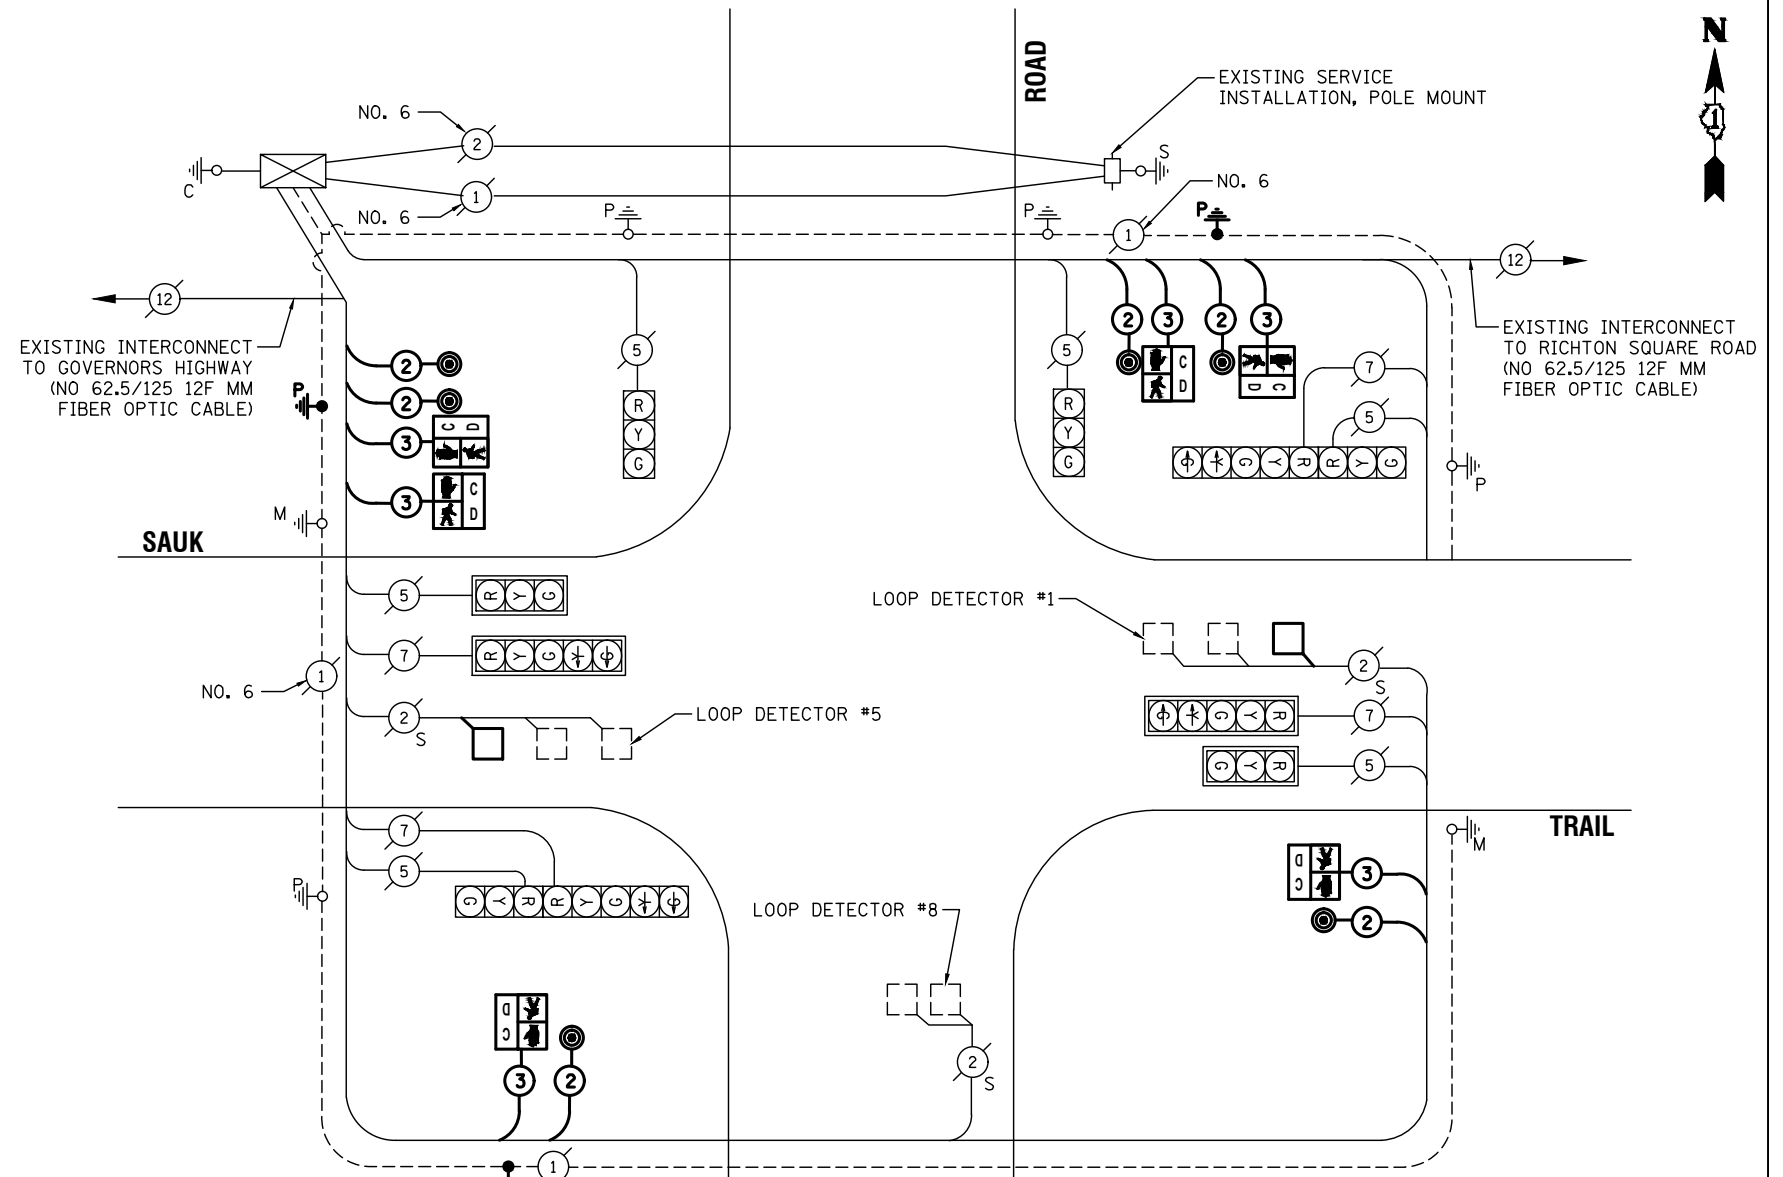 N
1
ROAD
EXISTING SERVICE
INSTALLATION, POLE MOUNT
NO. 6
2
C
S
1
NO. 6
NO. 6
P
P
1
P
12
12
EXISTING INTERCONNECT
TO GOVERNORS HIGHWAY
(NO 62.5/125 12F MM
FIBER OPTIC CABLE)
EXISTING INTERCONNECT
TO RICHTON SQUARE ROAD
(NO 62.5/125 12F MM
FIBER OPTIC CABLE)
2
3
2
3
5
5
C
D
D C
7
5
2
2
3
C D
3
C
D
P
R
Y
G
R
Y
G
G Y G Y R R Y G
P
M
SAUK
5
R Y G
7
R Y G Y G
LOOP DETECTOR #1
2
S
NO. 6
1
2
S
LOOP DETECTOR #5
G Y G Y R
7
G Y R
5
TRAIL
M
7
5
G Y R R Y G Y G
P
D
C
3
2
LOOP DETECTOR #8
D
C
3
2
2
S
1